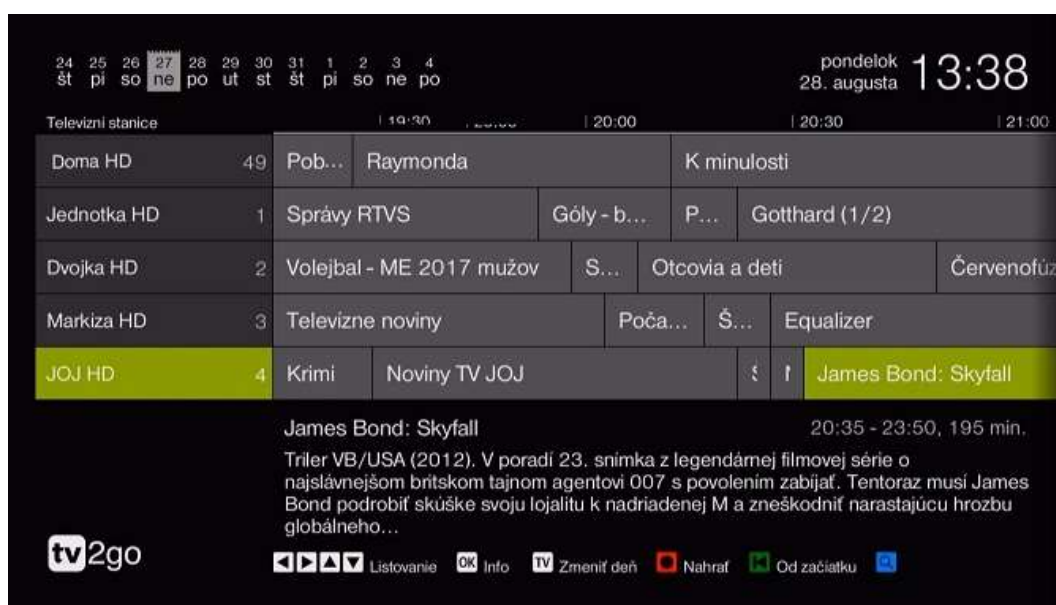 24 25 26 27 28 29 30 31 1 2 3 4
št pi so ne po ut st št pi so ne po
pondelok
28. augusta
13:38
Televizní stanice 19:30 20:00 20:30 21:00
Doma HD 49 Pob... Raymonda K minulosti
Jednotka HD 1 Správy RTVS Góly - b... P... Gotthard (1/2)
Dvojka HD 2 Volejbal - ME 2017 mužov S... Otcovia a deti Červenofúz
Markiza HD 3 Televízne noviny Poča... Š... Equalizer
JOJ HD 4 Krimi Noviny TV JOJ James Bond: Skyfall
James Bond: Skyfall 20:35 - 23:50, 195 min.
Triler VB/USA (2012). V poradí 23. snímka z legendárnej filmovej série o
najslávnejšom britskom tajnom agentovi 007 s povolením zabíjať. Tentoraz musí James
Bond podrobiť skúške svoju lojalitu k nadriadenej M a zneškodniť narastajúcu hrozbu
globálneho...
tv2go
Listovanie OK Info TV Zmeniť deň Nahrať Od začiatku